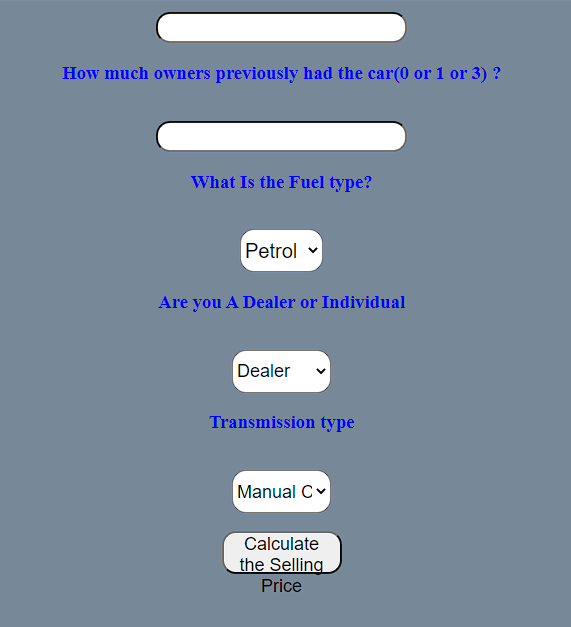 How much owners previously had the car(0 or 1 or 3) ?
What Is the Fuel type?
Petrol
Are you A Dealer or Individual
Dealer
Transmission type
Manual C
Calculate
the Selling
Price